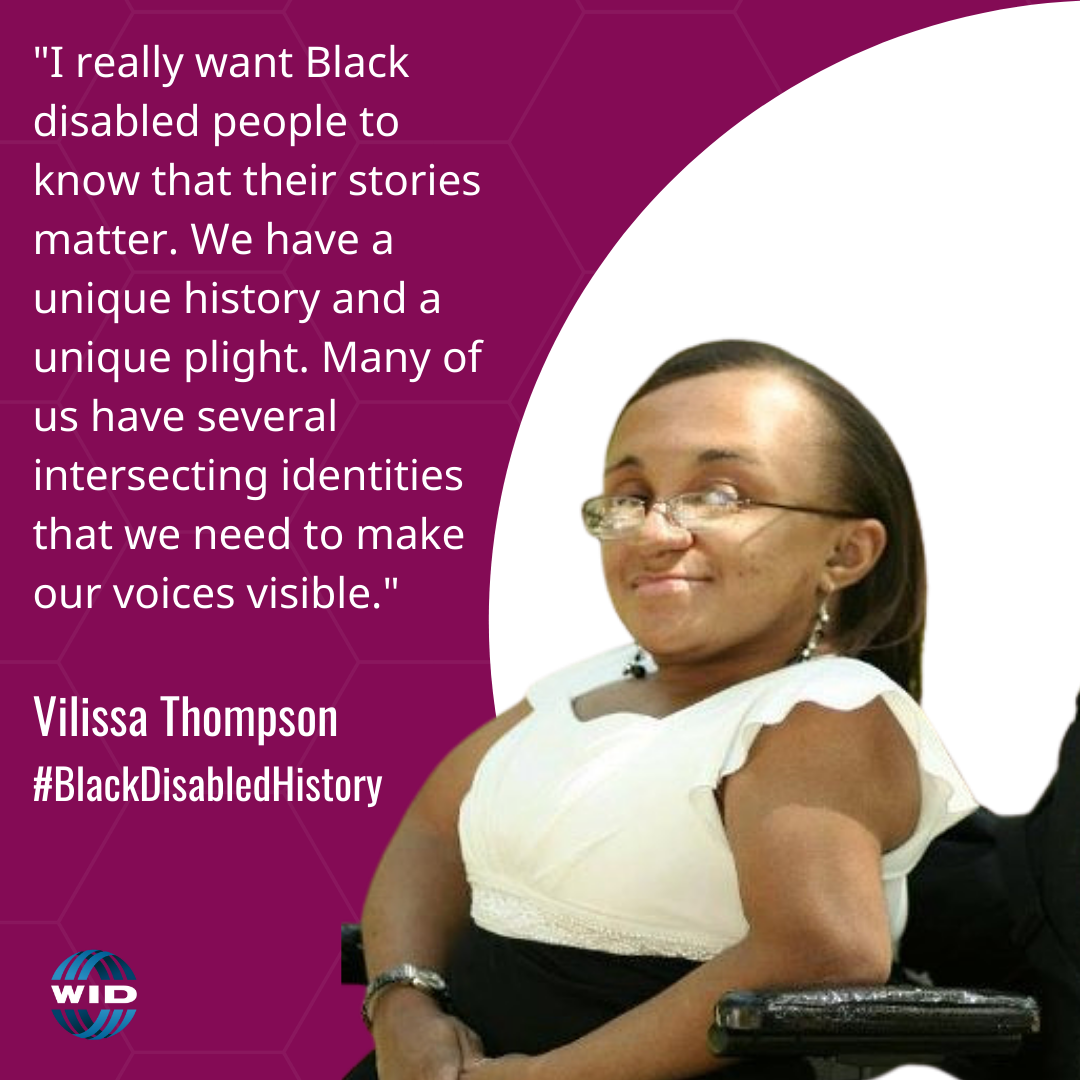 "I really want Black
disabled people to
know that their stories
matter. We have a
unique history and a
unique plight. Many of
us have several
intersecting identities
that we need to make
our voices visible."
Vilissa Thompson
#BlackDisabledHistory
WID